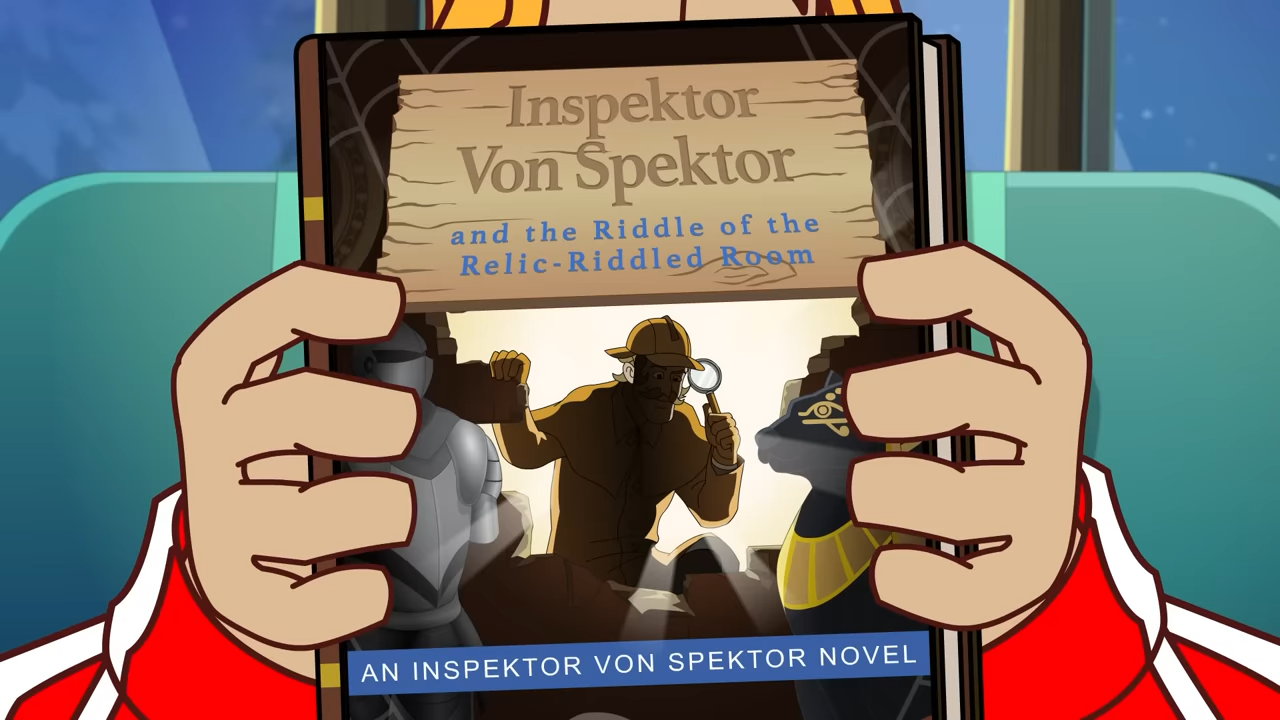 Inspektor
Von Spektor
and the Riddle of the
Relic-Riddled Room
AN INSPEKTOR VON SPEKTOR NOVEL